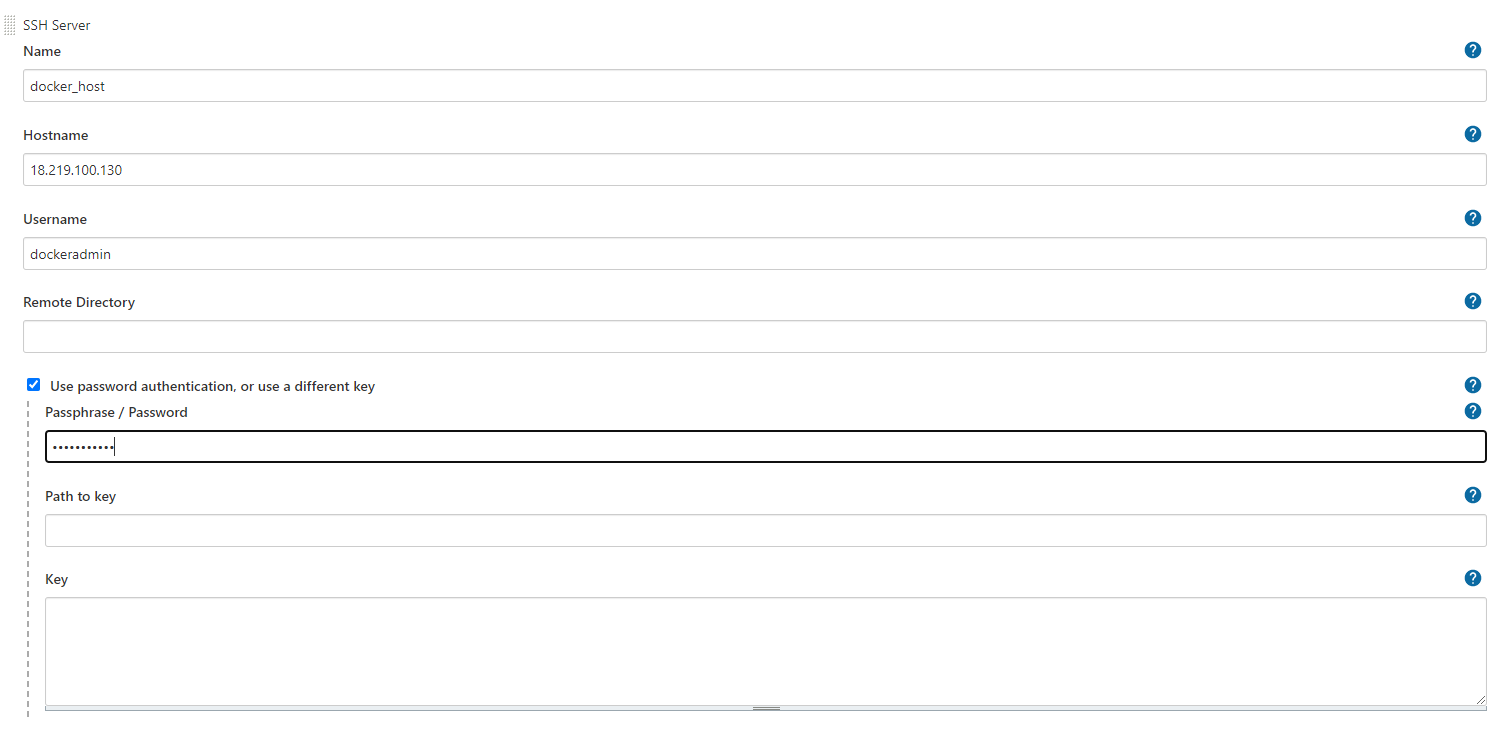 SSH Server
Name
docker_host
Hostname
18.219.100.130
Username
dockeradmin
Remote Directory
Use password authentication, or use a different key
Passphrase / Password
•••••••••••
Path to key
Key